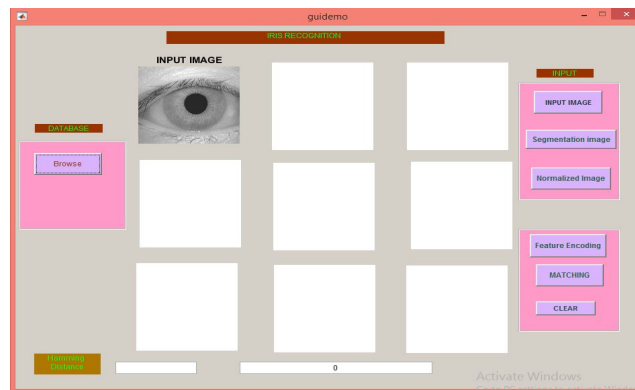 guidemo
IRIS RECOGNITION
INPUT IMAGE
INPUT
INPUT IMAGE
DATABASE
Segmentation image
Browse
Normalized Image
Feature Encoding
MATCHING
CLEAR
Hamming
Distance
0
Activate Windows